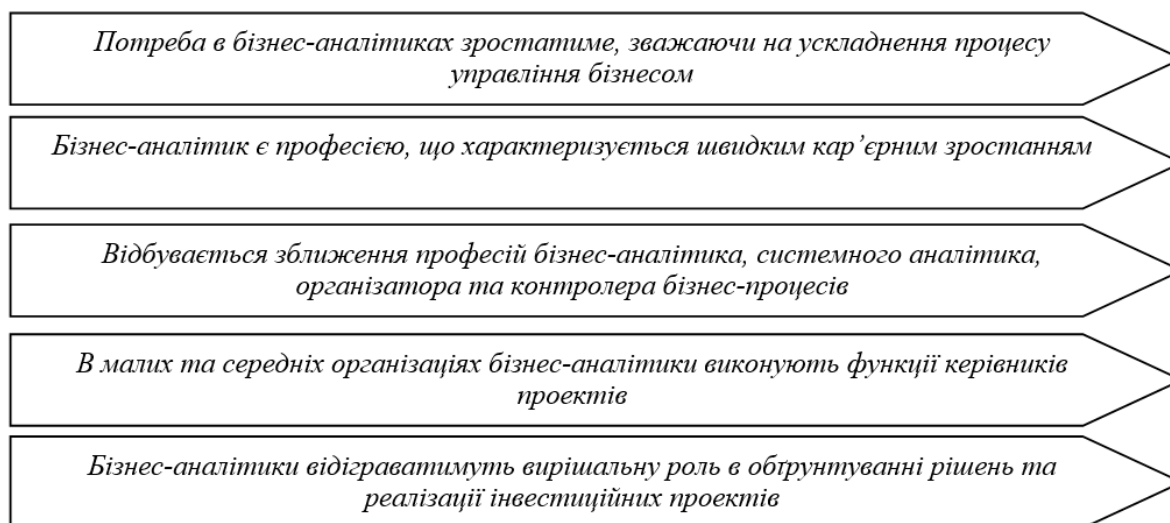 Потреба в бізнес-аналітиках зростатиме, зважаючи на ускладнення процесу
управління бізнесом
Бізнес-аналітик є професією, що характеризується швидким кар’єрним зростанням
Відбувається зближення професій бізнес-аналітика, системного аналітика,
організатора та контролера бізнес-процесів
В малих та середніх організаціях бізнес-аналітики виконують функції керівників
проектів
Бізнес-аналітики відіграватимуть вирішальну роль в обґрунтуванні рішень та
реалізації інвестиційних проектів